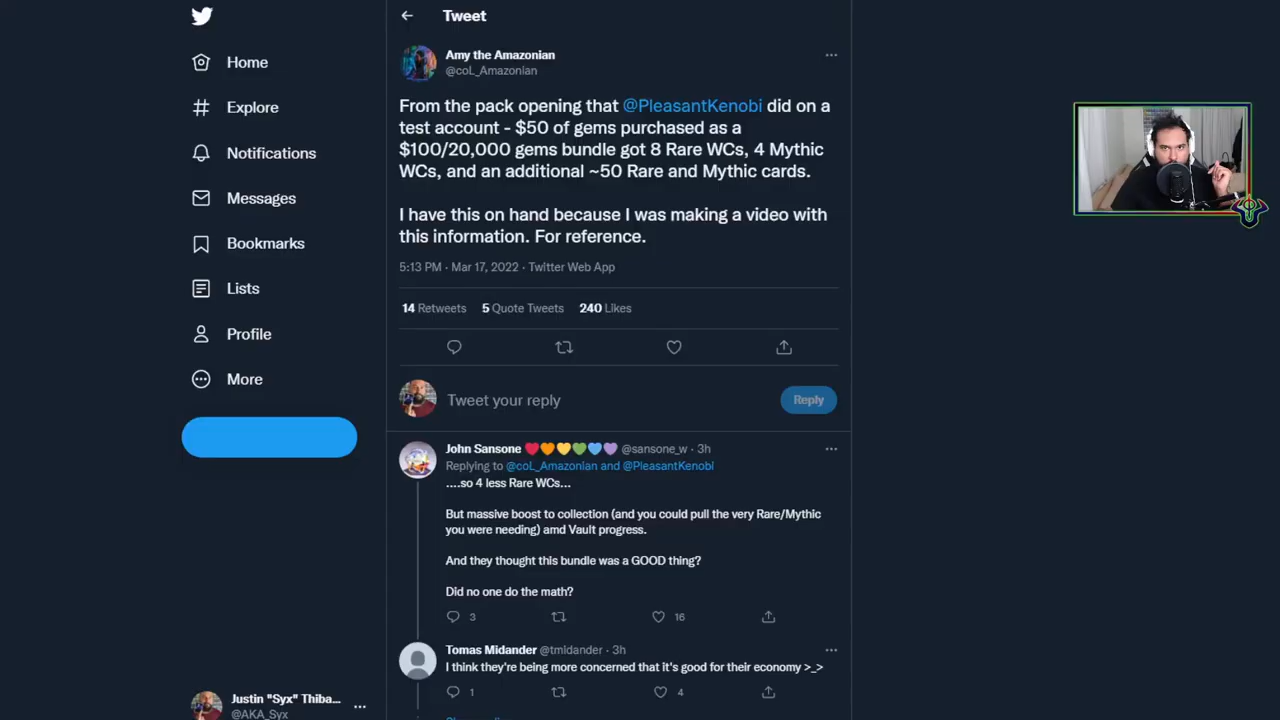 Tweet
Home
Explore
Notifications
Messages
Bookmarks
Lists
Profile
More
Justin "Syx" Thiba...
@AKA_Syx
Amy the Amazonian
@coL_Amazonian
From the pack opening that @PleasantKenobi did on a
test account - $50 of gems purchased as a
$100/20,000 gems bundle got 8 Rare WCs, 4 Mythic
WCs, and an additional ~50 Rare and Mythic cards.
I have this on hand because I was making a video with
this information. For reference.
5:13 PM · Mar 17, 2022 · Twitter Web App
14 Retweets 5 Quote Tweets 240 Likes
Tweet your reply
Reply
John Sansone ❤️🧡💛💚💙💜 @sansone_w · 3h
Replying to @coL_Amazonian and @PleasantKenobi
....so 4 less Rare WCs...
But massive boost to collection (and you could pull the very Rare/Mythic
you were needing) amd Vault progress.
And they thought this bundle was a GOOD thing?
Did no one do the math?
3 16
Tomas Midander @tmidander · 3h
I think they're being more concerned that it's good for their economy >_>
1 4